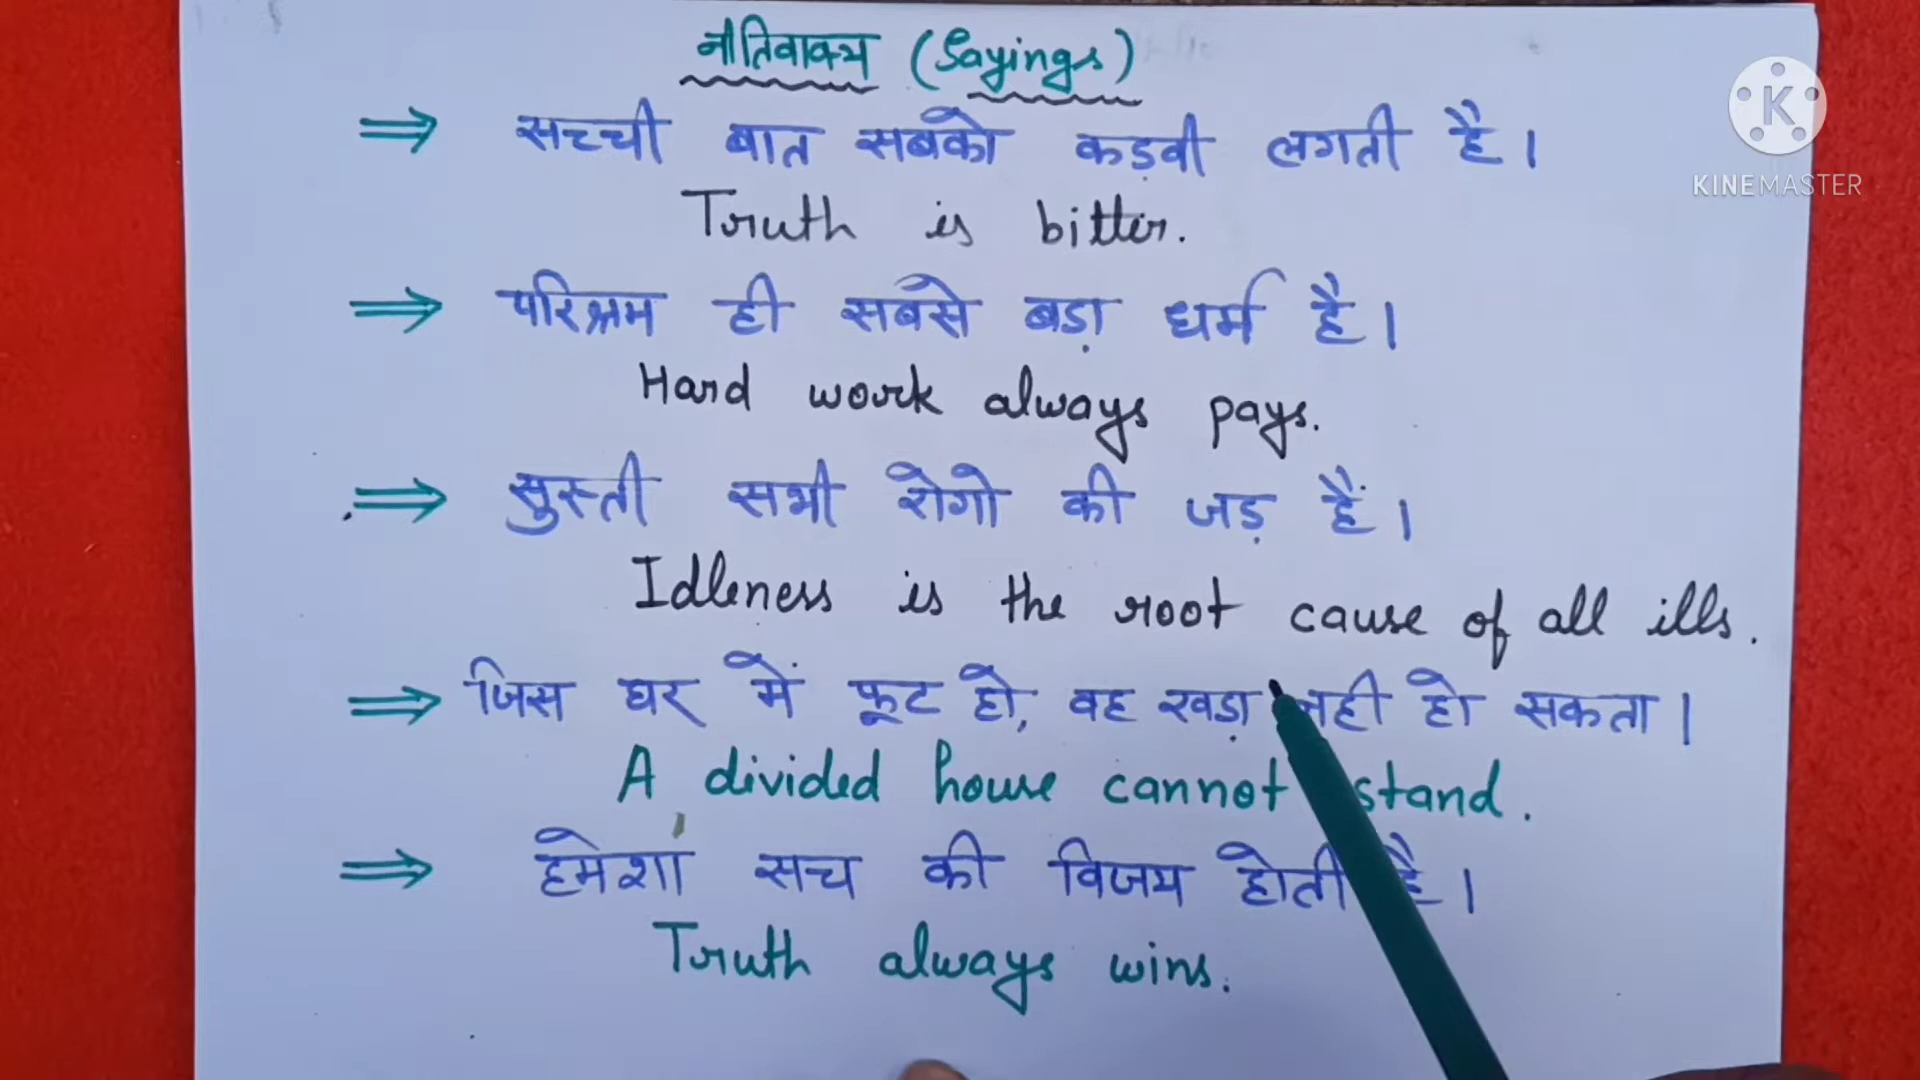 नीतिवाक्य (Sayings)
⇒ सच्ची बात सबको कड़वी लगती है।
Truth is bitter.
⇒ परिश्रम ही सबसे बड़ा धर्म है।
Hard work always pays.
⇒ सुस्ती सभी रोगो की जड़ हैं।
Idleness is the root cause of all ills.
⇒ जिस घर में फूट हो, वह खड़ा नही हो सकता।
A divided house cannot stand.
⇒ हमेशा सच की विजय होती है।
Truth always wins.
K
KINEMASTER